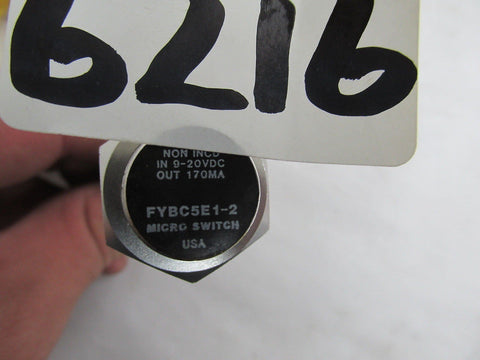 6216
NON INCD
IN 9-20VDC
OUT 170MA
FYBC5E1-2
MICRO SWITCH
USA